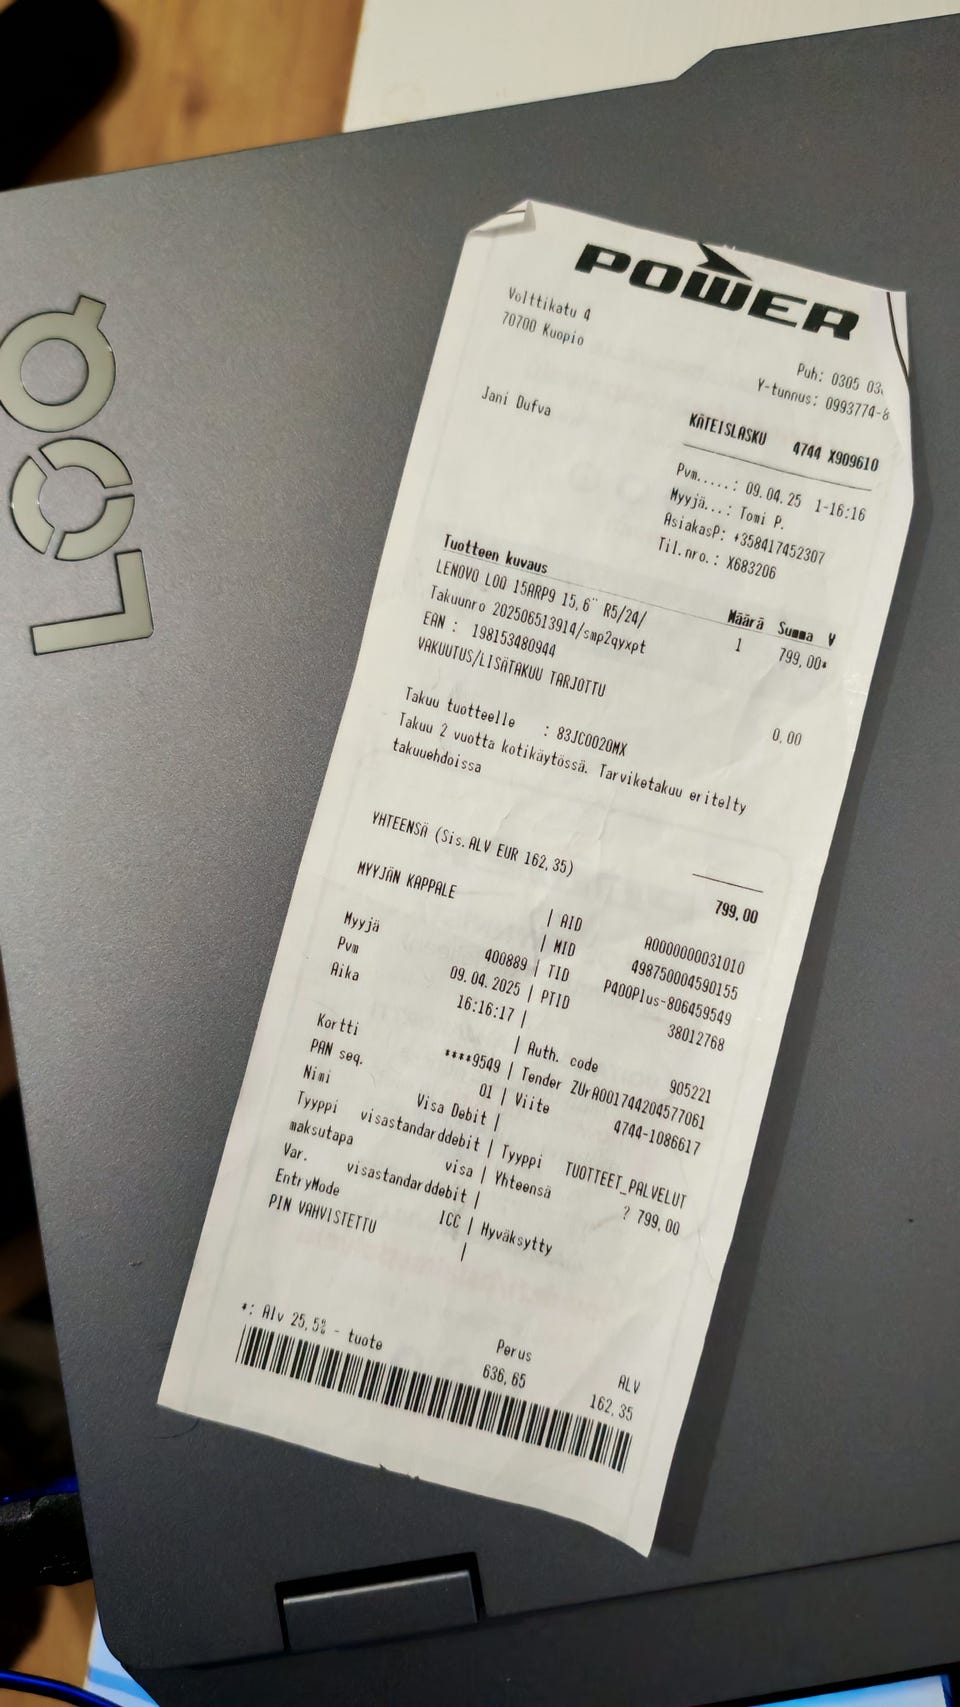 LOQ
POWER
Volttikatu 4
70700 Kuopio
Puh: 0305 03
Y-tunnus: 0993774-8
Jani Dufva
KÄTEISLASKU 4744 X909610
Pvm.....: 09.04.25 1-16:16
Myyjä...: Tomi P.
AsiakasP: +358417452307
Til.nro.: X683206
Tuotteen kuvaus Määrä Summa V
LENOVO LOQ 15ARP9 15,6" R5/24/ 1 799,00*
Takuunro 202506513914/smp2qyxpt
EAN : 198153480944
VAKUUTUS/LISÄTAKUU TARJOTTU 0,00
Takuu tuotteelle : 83JC0020MX
Takuu 2 vuotta kotikäytössä. Tarviketakuu eritelty
takuuehdoissa
YHTEENSÄ (Sis.ALV EUR 162,35) 799,00
MYYJÄN KAPPALE
| AID A0000000031010
Myyjä | MID 498750004590155
Pvm 400889 | TID P400Plus-806459549
Aika 09.04.2025 | PTID 38012768
16:16:17 |
Kortti | Auth. code 905221
PAN seq. ****9549 | Tender ZUrA001744204577061
Nimi 01 | Viite 4744-1086617
Visa Debit |
Tyyppi visastandarddebit | Tyyppi TUOTTEET_PALVELUT
maksutapa visa | Yhteensä ? 799,00
Var. visastandarddebit |
EntryMode ICC | Hyväksytty
PIN VAHVISTETTU |
*: Alv 25,5% - tuote Perus ALV
636,65 162,35